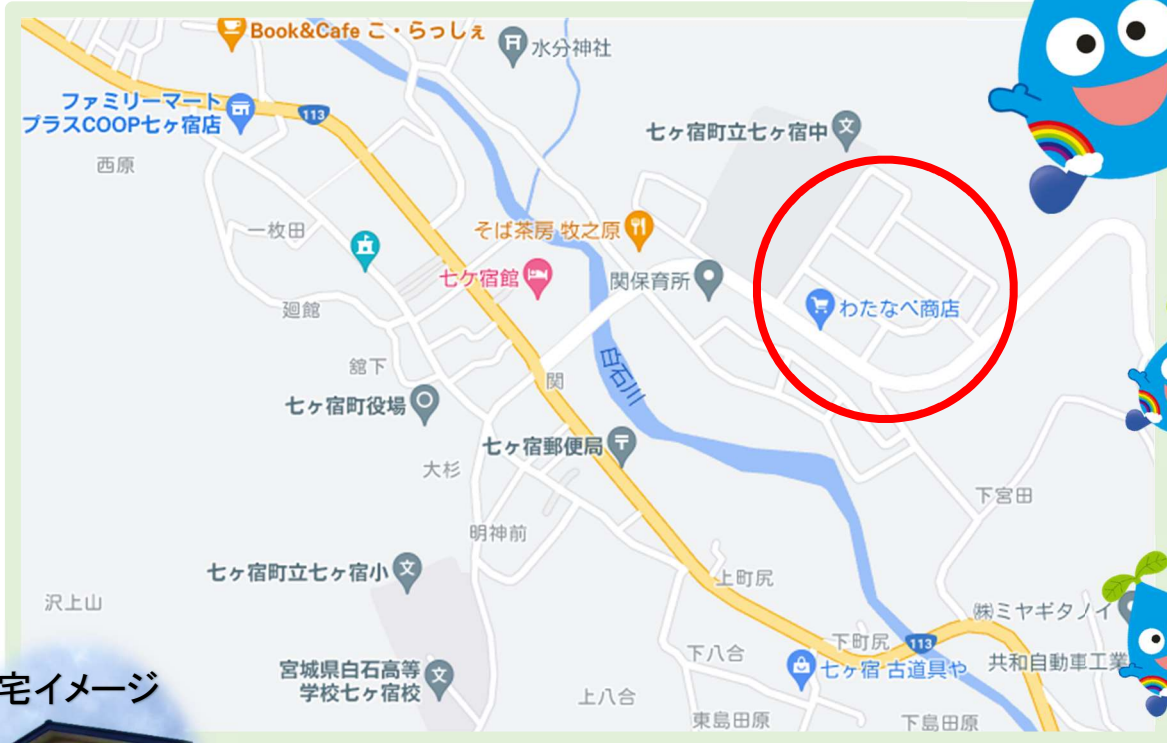 Book&Cafe こ・らっしぇ
水分神社
ファミリーマート
プラスCOOP七ヶ宿店
113
七ヶ宿町立七ヶ宿中
西原
一枚田
そば茶房 牧之原
七ケ宿館
関保育所
わたなべ商店
廻館
舘下
関
白石川
七ヶ宿町役場
七ヶ宿郵便局
大杉
下宮田
明神前
七ヶ宿町立七ヶ宿小
上町尻
沢上山
㈱ミヤギタノイ
下町尻
113
下八合
七ヶ宿 古道具や
共和自動車工業
宮城県白石高等
学校七ヶ宿校
上八合
東島田原
下島田原
宅イメージ